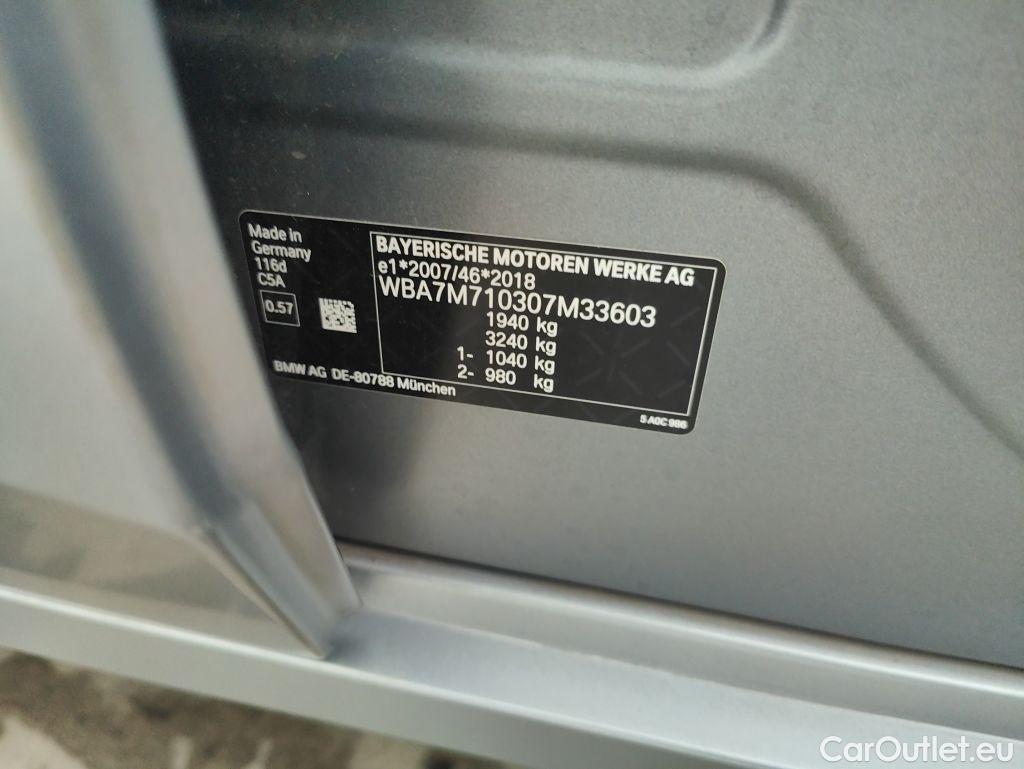 Made in
Germany
116d
C5A
0.57
BAYERISCHE MOTOREN WERKE AG
e1*2007/46*2018
WBA7M710307M33603
1940 kg
3240 kg
1- 1040 kg
2- 980 kg
BMW AG DE-80788 München
5 A0C 986
CarOutlet.eu